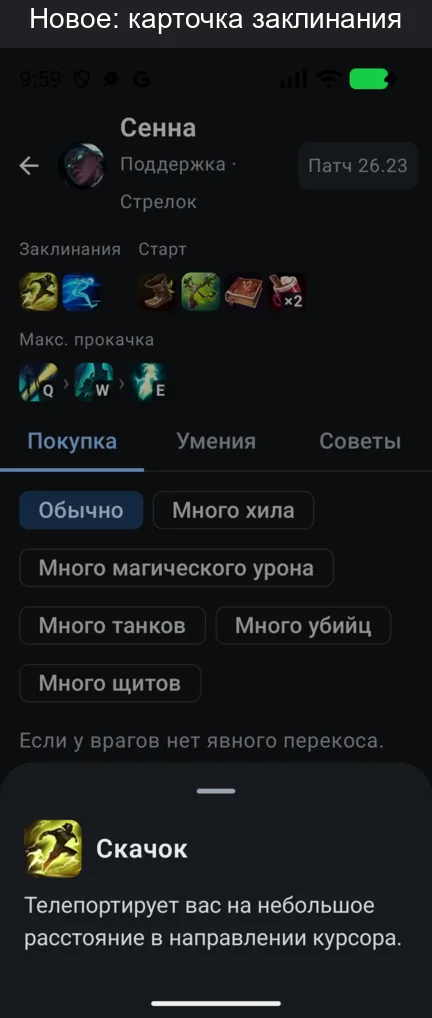 Новое: карточка заклинания
9:59
Сенна
Поддержка ·
Стрелок
Патч 26.23
Заклинания Старт
×2
Макс. прокачка
Q › W › E
Покупка Умения Советы
Обычно Много хила
Много магического урона
Много танков Много убийц
Много щитов
Если у врагов нет явного перекоса.
Скачок
Телепортирует вас на небольшое
расстояние в направлении курсора.